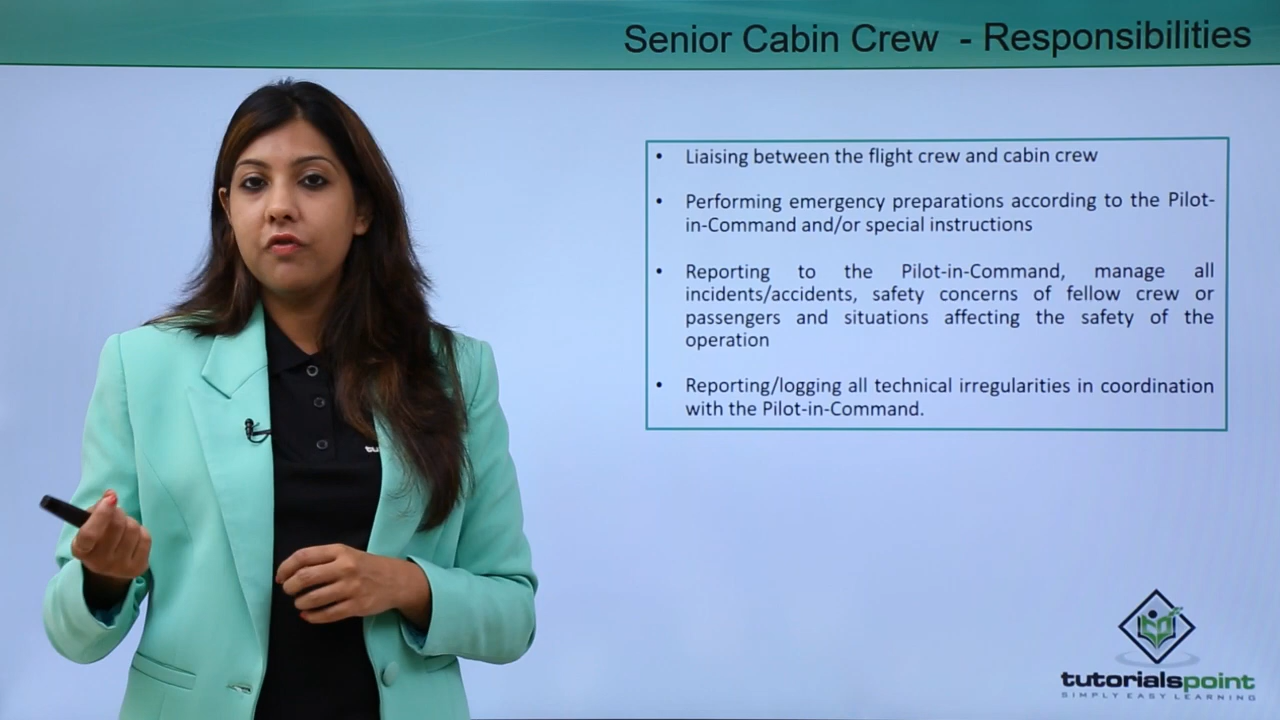 Senior Cabin Crew - Responsibilities
• Liaising between the flight crew and cabin crew
• Performing emergency preparations according to the Pilot-
in-Command and/or special instructions
• Reporting to the Pilot-in-Command, manage all
incidents/accidents, safety concerns of fellow crew or
passengers and situations affecting the safety of the
operation
• Reporting/logging all technical irregularities in coordination
with the Pilot-in-Command.
tutorialspoint
SIMPLY EASY LEARNING